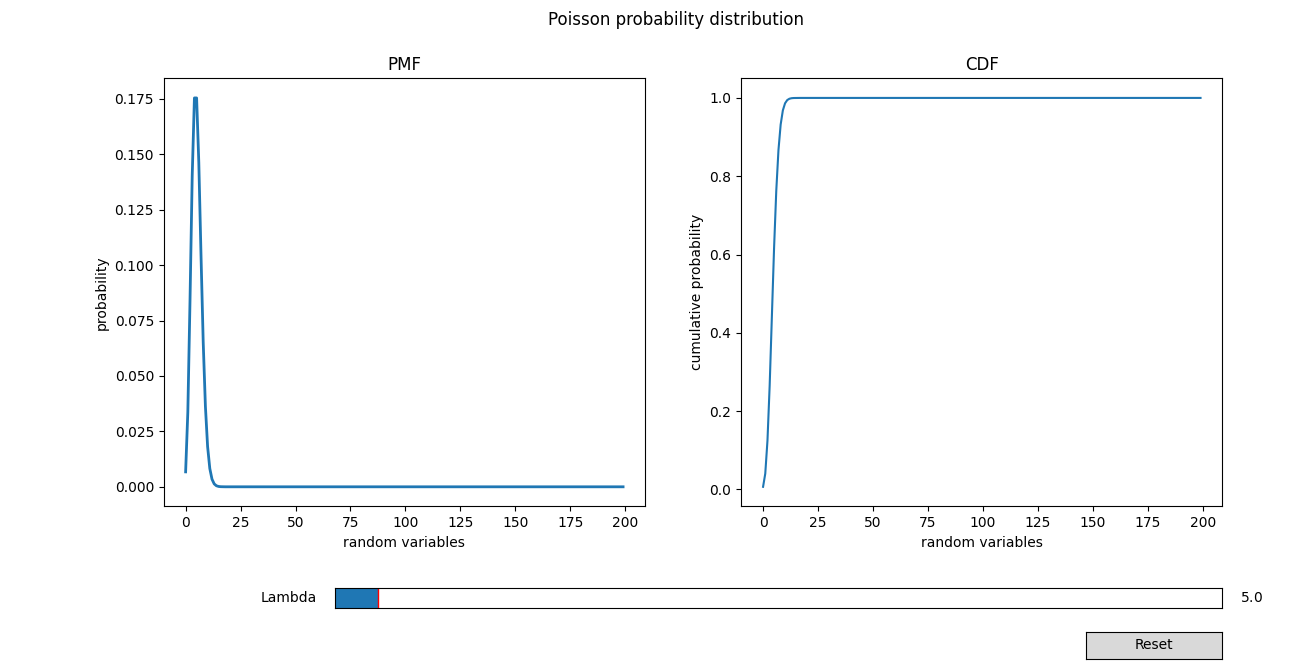 Poisson probability distribution
PMF
0.175
0.150
0.125
0.100
0.075
0.050
0.025
0.000
probability
0 25 50 75 100 125 150 175 200
random variables
CDF
1.0
0.8
0.6
0.4
0.2
0.0
cumulative probability
0 25 50 75 100 125 150 175 200
random variables
Lambda 5.0
Reset